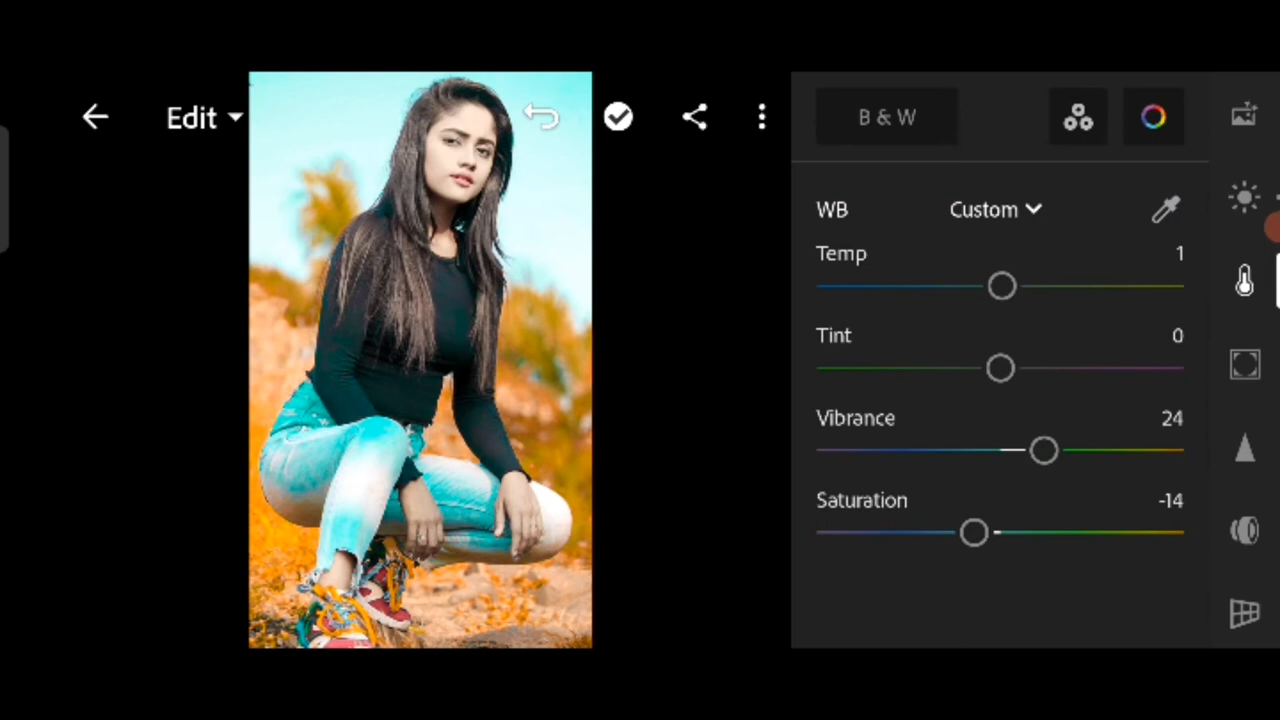 Edit
B & W
WB Custom
Temp 1
Tint 0
Vibrance 24
Saturation -14